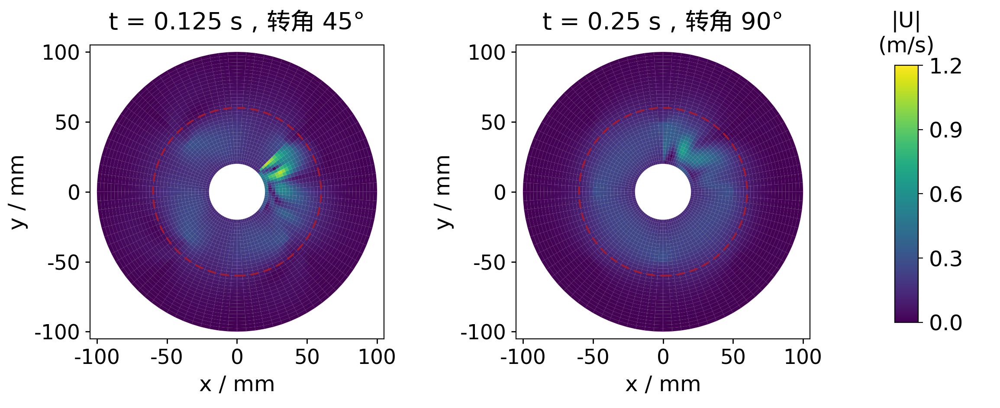 t = 0.125 s , 转角 45°
t = 0.25 s , 转角 90°
|U|
(m/s)
100
50
0
-50
-100
y / mm
-100 -50 0 50 100
x / mm
100
50
0
-50
-100
y / mm
-100 -50 0 50 100
x / mm
1.2
0.9
0.6
0.3
0.0